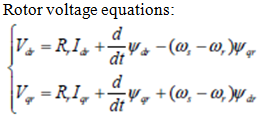 Rotor voltage equations:
V_dr = R_r I_dr + d/dt ψ_dr − (ω_s − ω_r)ψ_qr
V_qr = R_r I_qr + d/dt ψ_qr + (ω_s − ω_r)ψ_dr